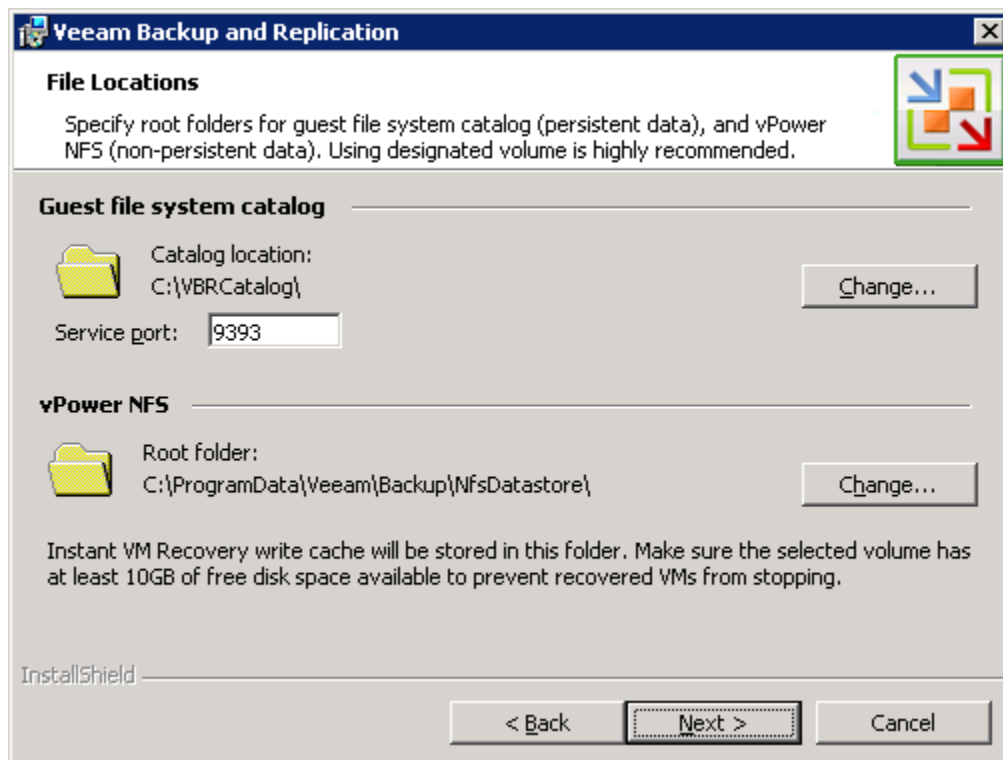 Veeam Backup and Replication
File Locations
Specify root folders for guest file system catalog (persistent data), and vPower
NFS (non-persistent data). Using designated volume is highly recommended.
Guest file system catalog
Catalog location:
C:\VBRCatalog\
Change...
Service port: 9393
vPower NFS
Root folder:
C:\ProgramData\Veeam\Backup\NfsDatastore\
Change...
Instant VM Recovery write cache will be stored in this folder. Make sure the selected volume has
at least 10GB of free disk space available to prevent recovered VMs from stopping.
InstallShield
< Back Next > Cancel